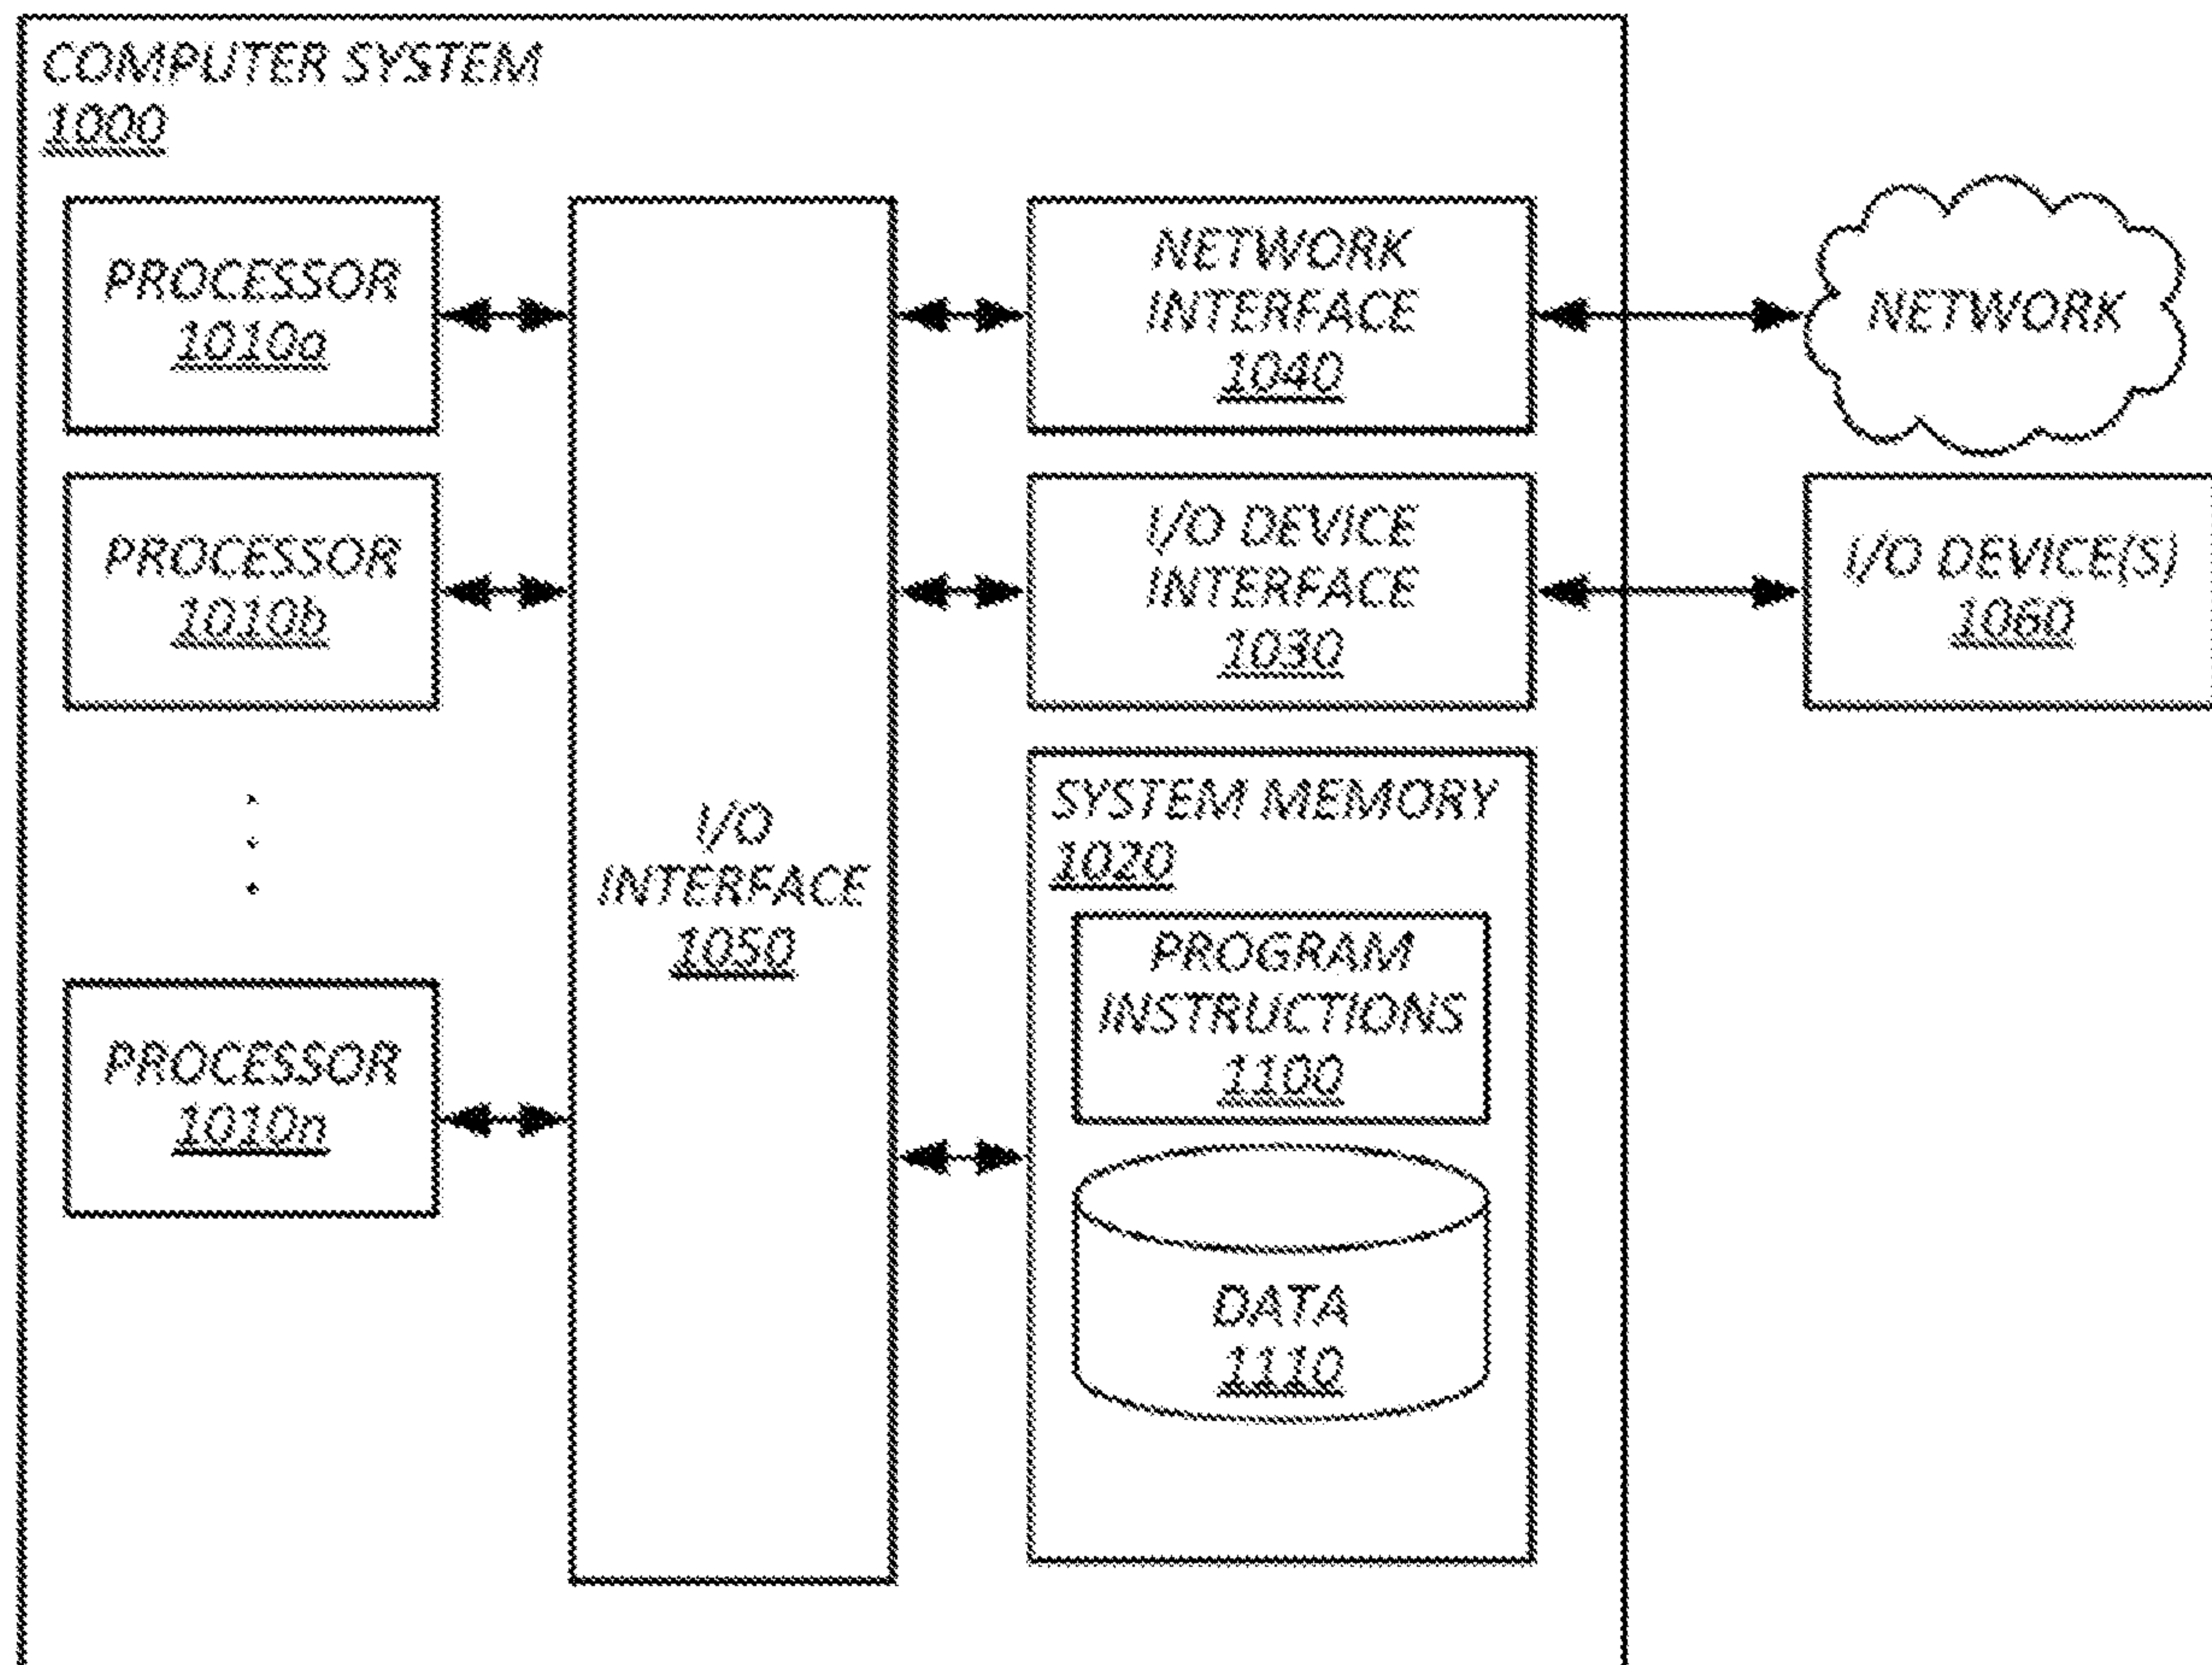 COMPUTER SYSTEM
1000
PROCESSOR
1010a
PROCESSOR
1010b
PROCESSOR
1010n
I/O
INTERFACE
1050
NETWORK
INTERFACE
1040
I/O DEVICE
INTERFACE
1030
SYSTEM MEMORY
1020
PROGRAM
INSTRUCTIONS
1100
DATA
1110
NETWORK
I/O DEVICE(S)
1060